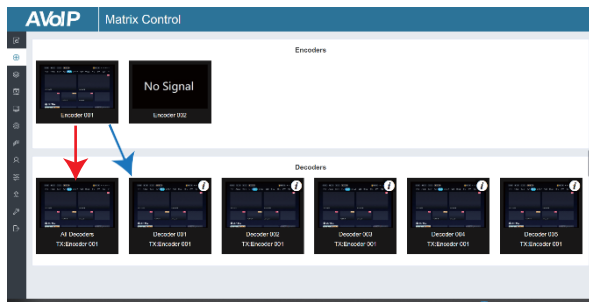 AVoIP
Matrix Control
Encoders
No Signal
Encoder 001
Encoder 002
Decoders
All Decoders
TX:Encoder 001
Decoder 001
TX:Encoder 001
Decoder 002
TX:Encoder 001
Decoder 003
TX:Encoder 001
Decoder 004
TX:Encoder 001
Decoder 005
TX:Encoder 001